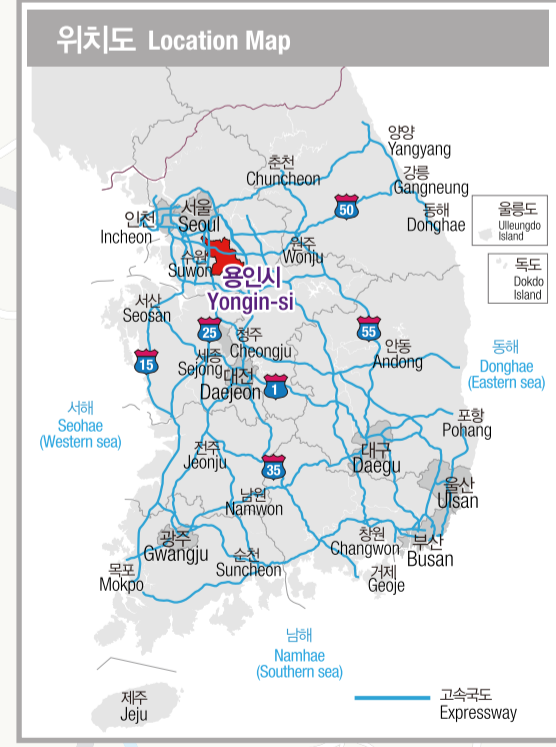 위치도 Location Map
양양
Yangyang
춘천
Chuncheon
강릉
Gangneung
50
동해
Donghae
울릉도
Ulleungdo
Island
인천
Incheon
서울
Seoul
수원
Suwon
원주
Wonju
독도
Dokdo
Island
용인시
Yongin-si
서산
Seosan
25
청주
Cheongju
55
안동
Andong
동해
Donghae
(Eastern sea)
15
세종
Sejong
대전
Daejeon
1
서해
Seohae
(Western sea)
포항
Pohang
전주
Jeonju
35
대구
Daegu
울산
Ulsan
남원
Namwon
광주
Gwangju
순천
Suncheon
창원
Changwon
부산
Busan
목포
Mokpo
거제
Geoje
남해
Namhae
(Southern sea)
제주
Jeju
고속국도
Expressway